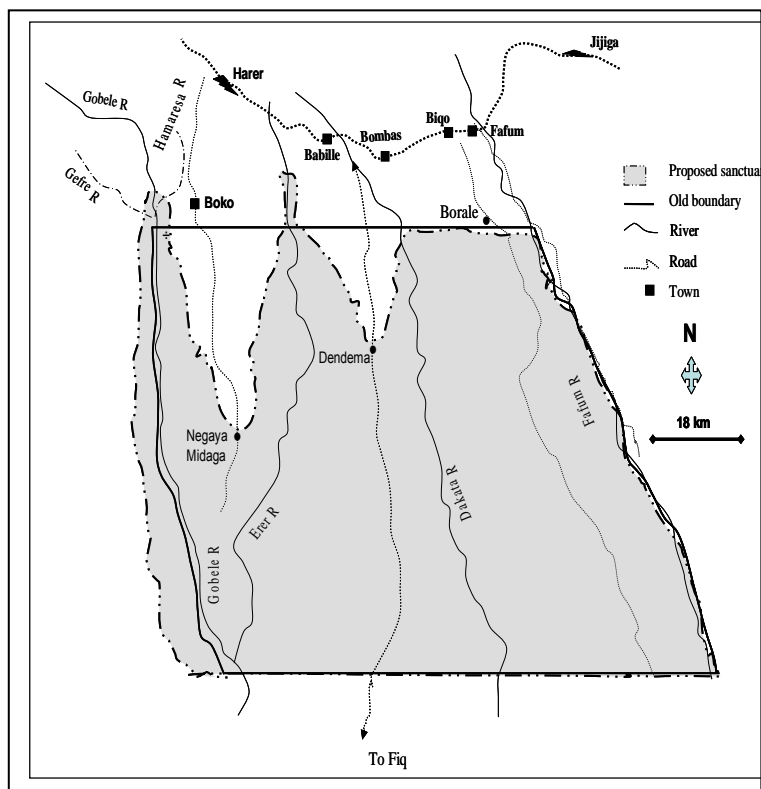 Jijiga
Harer
Gobele R
Hamaresa R
Gefre R
Babille
Bombas
Biqo
Fafum
Boko
Borale
Proposed sanctua
Old boundary
River
Road
Town
N
18 km
Dendema
Negaya
Midaga
Fafum R
Dakata R
Erer R
Gobele R
To Fiq